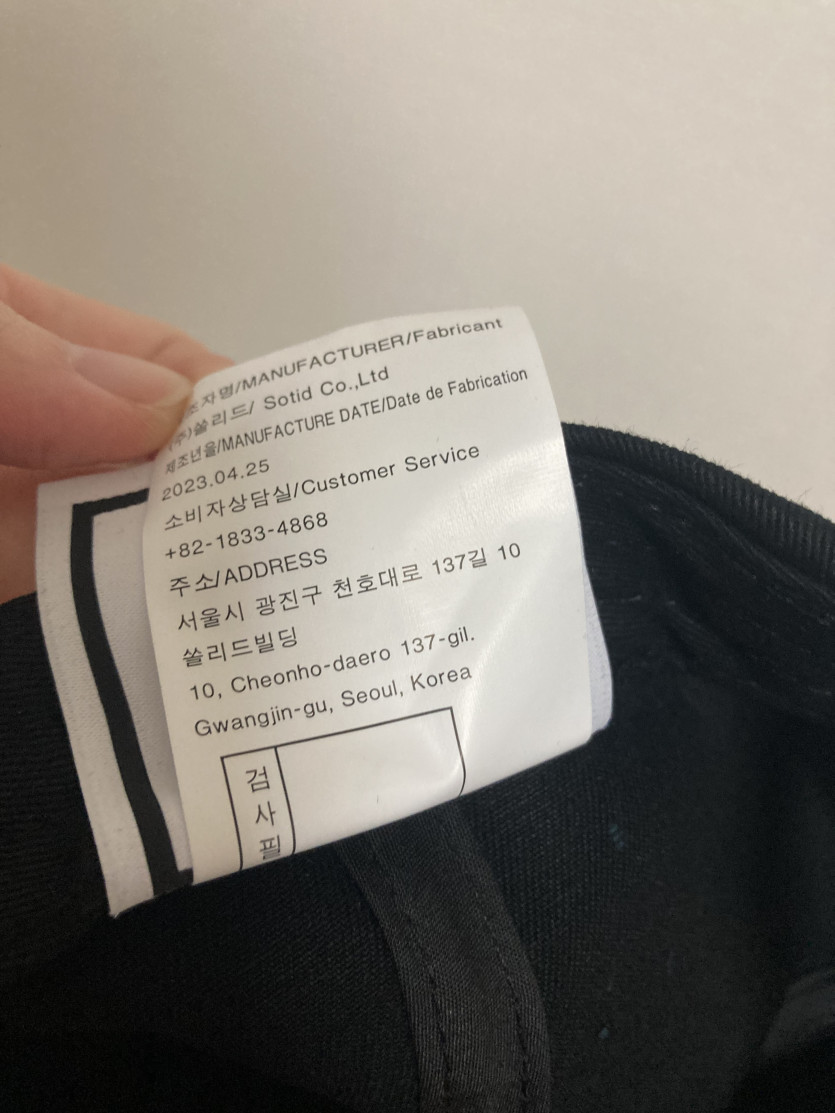 조자명/MANUFACTURER/Fabricant
(주)쏠리드/ Sotid Co.,Ltd
제조년월/MANUFACTURE DATE/Date de Fabrication
2023.04.25
소비자상담실/Customer Service
+82-1833-4868
주소/ADDRESS
서울시 광진구 천호대로 137길 10
쏠리드빌딩
10, Cheonho-daero 137-gil.
Gwangjin-gu, Seoul, Korea
검
사
필